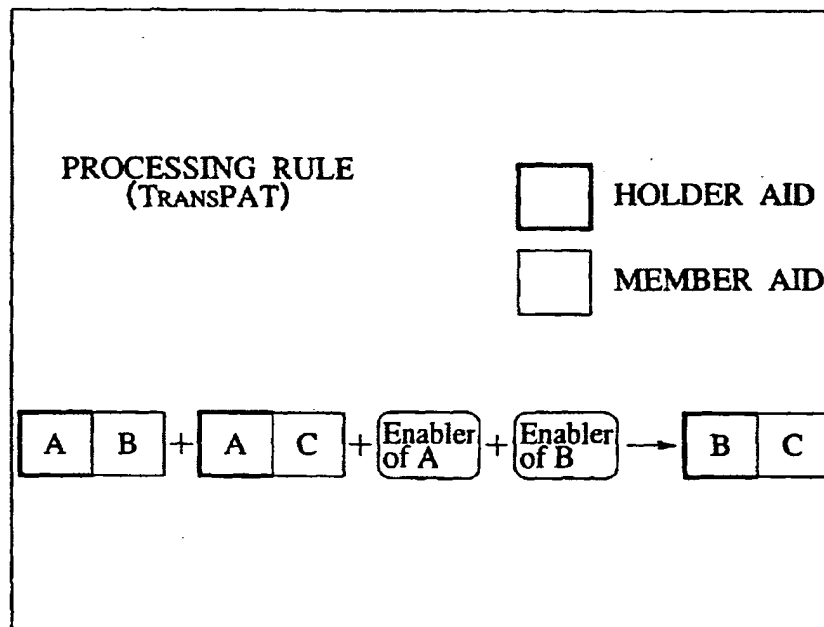 PROCESSING RULE
(TRANSPAT)
HOLDER AID
MEMBER AID
A B + A C + Enabler of A + Enabler of B → B C